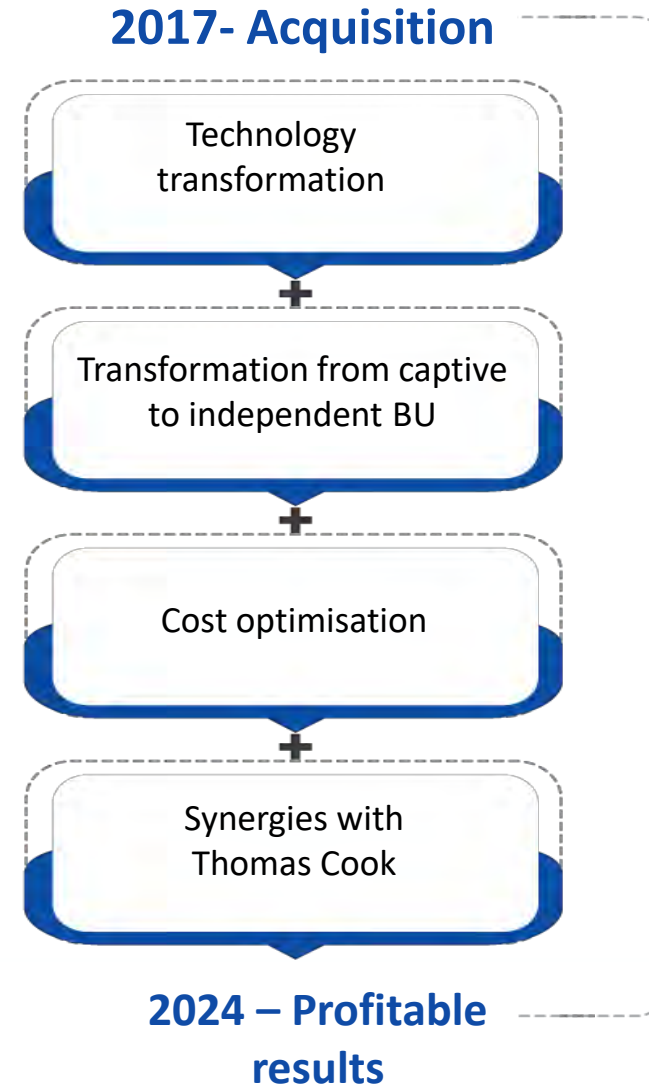 2017- Acquisition
Technology
transformation
+
Transformation from captive
to independent BU
+
Cost optimisation
+
Synergies with
Thomas Cook
2024 – Profitable
results